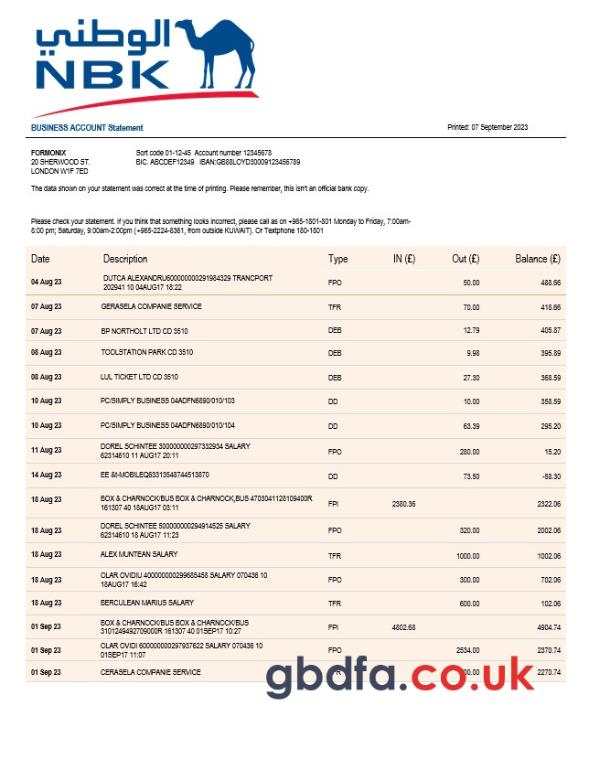 الوطني
NBK
BUSINESS ACCOUNT Statement
Printed: 07 September 2023
FORMONIX
20 SHERWOOD ST.
LONDON W1F 7ED
Sort code 01-12-45 Account number 12345678
BIC. ABCDEF12349 IBAN:GB88LOYD30009123456789
The data shown on your statement was correct at the time of printing. Please remember, this isn't an official bank copy.
Please check your statement. If you think that something looks incorrect, please call as on +965-1801-801 Monday to Friday, 7:00am-
8:00 pm; Saturday, 9:00am-2:00pm (+965-2224-8361, from outside KUWAIT). Or Textphone 180-1801
Date Description Type IN (£) Out (£) Balance (£)
04 Aug 23 DUTCA ALEXANDRU600000000291984329 TRANCPORT FPO 50.00 488.66
202941 10 04AUG17 18:22
07 Aug 23 GERASELA COMPANIE SERVICE TFR 70.00 418.66
07 Aug 23 BP NORTHOLT LTD CD 3510 DEB 12.79 405.87
08 Aug 23 TOOLSTATION PARK CD 3510 DEB 9.98 395.89
08 Aug 23 LUL TICKET LTD CD 3510 DEB 27.30 368.59
10 Aug 23 PC/SIMPLY BUSINESS 04ADFN6890/010/103 DD 10.00 358.59
10 Aug 23 PC/SIMPLY BUSINESS 04ADFN6890/010/104 DD 63.39 295.20
11 Aug 23 DOREL SCHINTEE 300000000297332934 SALARY FPO 280.00 15.20
62314610 11 AUG17 20:11
14 Aug 23 EE &t-MOBILEQ63313548744513870 DD 73.50 -58.30
18 Aug 23 BOX & CHARNOCK/BUS BOX & CHARNOCK,BUS 4703041128109400R FPI 2380.36 2322.06
161307 40 18AUG17 03:11
18 Aug 23 DOREL SCHINTEE 500000000294914525 SALARY FPO 320.00 2002.06
62314610 18 AUG17 11:23
18 Aug 23 ALEX MUNTEAN SALARY TFR 1000.00 1002.06
18 Aug 23 OLAR OVIDIU 400000000299685458 SALARY 070436 10 FPO 300.00 702.06
18AUG17 16:42
18 Aug 23 BERCULEAN MARIUS SALARY TFR 600.00 102.06
01 Sep 23 BOX & CHARNOCK/BUS BOX & CHARNOCK/BUS FPI 4802.68 4904.74
3101249492709000R 161307 40 01SEP17 10:27
01 Sep 23 OLAR OVIDI 600000000297937622 SALARY 070436 10 FPO 2534.00 2370.74
01SEP17 11:07
01 Sep 23 CERASELA COMPANIE SERVICE 2270.74
gbdfa.co.uk